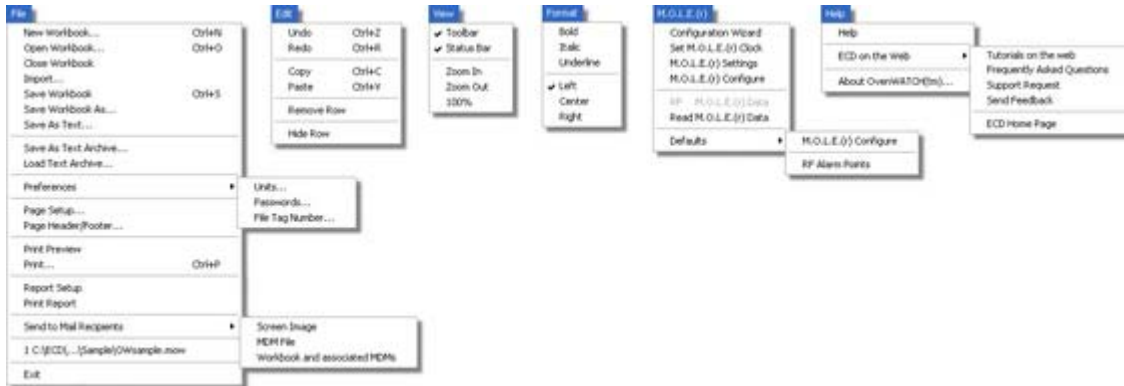 File
New Workbook... Ctrl+N
Open Workbook... Ctrl+O
Close Workbook
Import...
Save Workbook Ctrl+S
Save Workbook As...
Save As Text...
Save As Text Archive...
Load Text Archive...
Preferences
Units...
Passwords...
File Tag Number...
Page Setup...
Page Header/Footer...
Print Preview
Print... Ctrl+P
Report Setup
Print Report
Send to Mail Recipients
Screen Image
MDM File
Workbook and associated MDMs
1 C:\ECD\...\Sample\OWsample.mow
Exit
Edit
Undo Ctrl+Z
Redo Ctrl+R
Copy Ctrl+C
Paste Ctrl+V
Remove Row
Hide Row
View
Toolbar
Status Bar
Zoom In
Zoom Out
100%
Format
Bold
Italic
Underline
Left
Center
Right
M.O.L.E.(r)
Configuration Wizard
Set M.O.L.E.(r) Clock
M.O.L.E.(r) Settings
M.O.L.E.(r) Configure
RF M.O.L.E.(r) Data
Read M.O.L.E.(r) Data
Defaults
M.O.L.E.(r) Configure
RF Alarm Points
Help
Help
ECD on the Web
Tutorials on the web
Frequently Asked Questions
Support Request
Send Feedback
ECD Home Page
About OvenWATCH(tm)...